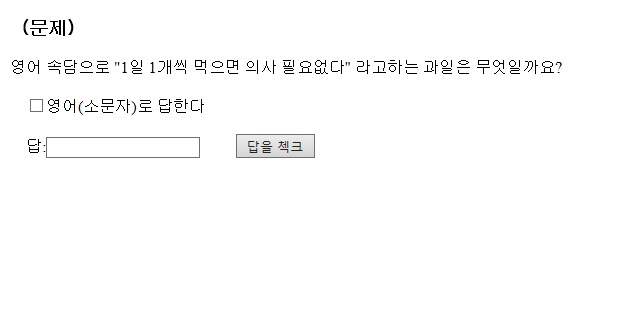 (문제)
영어 속담으로 "1일 1개씩 먹으면 의사 필요없다" 라고하는 과일은 무엇일까요?
영어(소문자)로 답한다
답:
답을 첵크